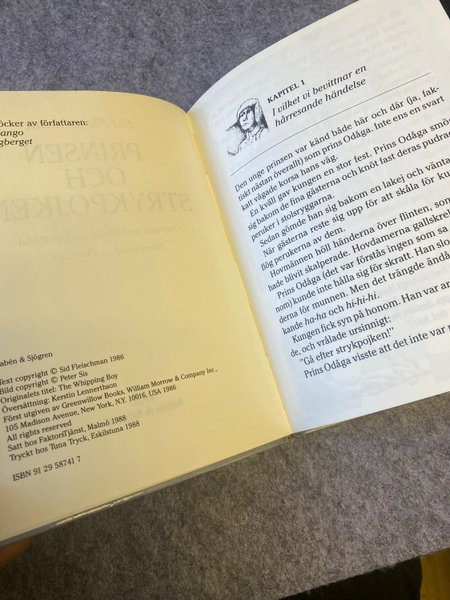 öcker av författaren:
ango
gberget
PRINSEN
OCH
STRYKPOJKEN
abén & Sjögren
Text copyright © Sid Fleischman 1986
Bild copyright © Peter Sis
Originalets titel: The Whipping Boy
Översättning: Kerstin Lennerthson
Först utgiven av Greenwillow Books, William Morrow & Company Inc.,
105 Madison Avenue, New York, NY, 10016, USA 1986
All rights reserved
Satt hos FaktorsTjänst, Malmö 1988
Tryckt hos Tuna Tryck, Eskilstuna 1988
ISBN 91 29 58741 7
KAPITEL 1
I vilket vi bevittnar en
hårresande händelse
Den unge prinsen var känd både här och där (ja, fak-
tiskt nästan överallt) som prins Odåga. Inte ens en svart
katt vågade korsa hans väg.
En kväll gav kungen en stor fest. Prins Odåga smö
sig bakom de fina gästerna och knöt fast deras pudrad
peruker i stolsryggarna.
Sedan gömde han sig bakom en lakej och vänta
När gästerna reste sig upp för att skåla för ku
flög perukerna av dem.
Hovmännen höll händerna över flinten, som
hade blivit skalperade. Hovdamerna gallskrek
Prins Odåga (det var förstås ingen som sa
nom) kunde inte hålla sig för skratt. Han slo
derna för munnen. Men det trängde ändå
kande ha-ha och hi-hi-hi.
Kungen fick syn på honom. Han var ar
de, och vrålade ursinnigt:
"Gå efter strykpojken!"
Prins Odåga visste att det inte var n